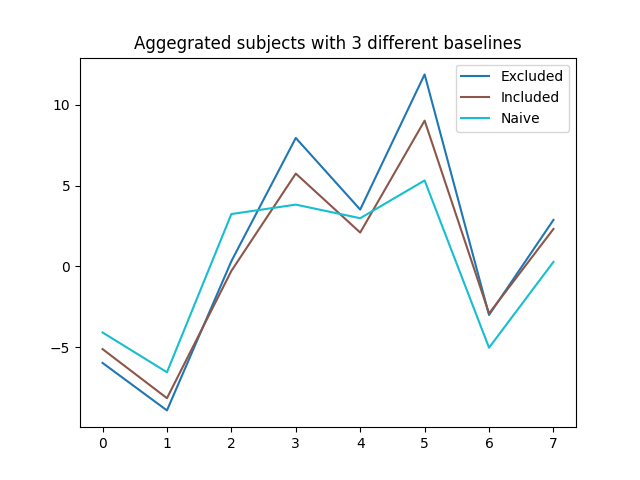 Aggegrated subjects with 3 different baselines
Excluded
Included
Naive
10
5
0
−5
0 1 2 3 4 5 6 7